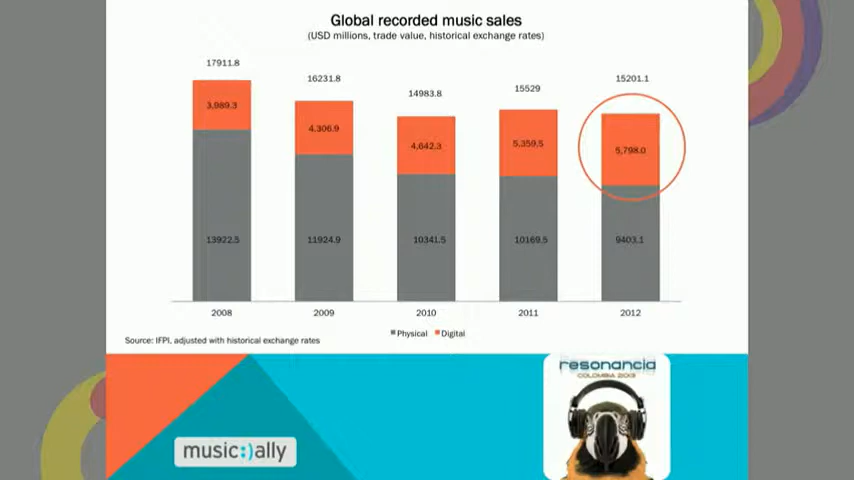 Global recorded music sales
(USD millions, trade value, historical exchange rates)
17911.8
16231.8
14983.8
15529
15201.1
3,989.3
4,306.9
4,642.3
5,359.5
5,798.0
13922.5
11924.9
10341.5
10169.5
9403.1
2008
2009
2010
2011
2012
Physical
Digital
Source: IFPI, adjusted with historical exchange rates
music:)ally
resonancia
COLOMBIA 2013